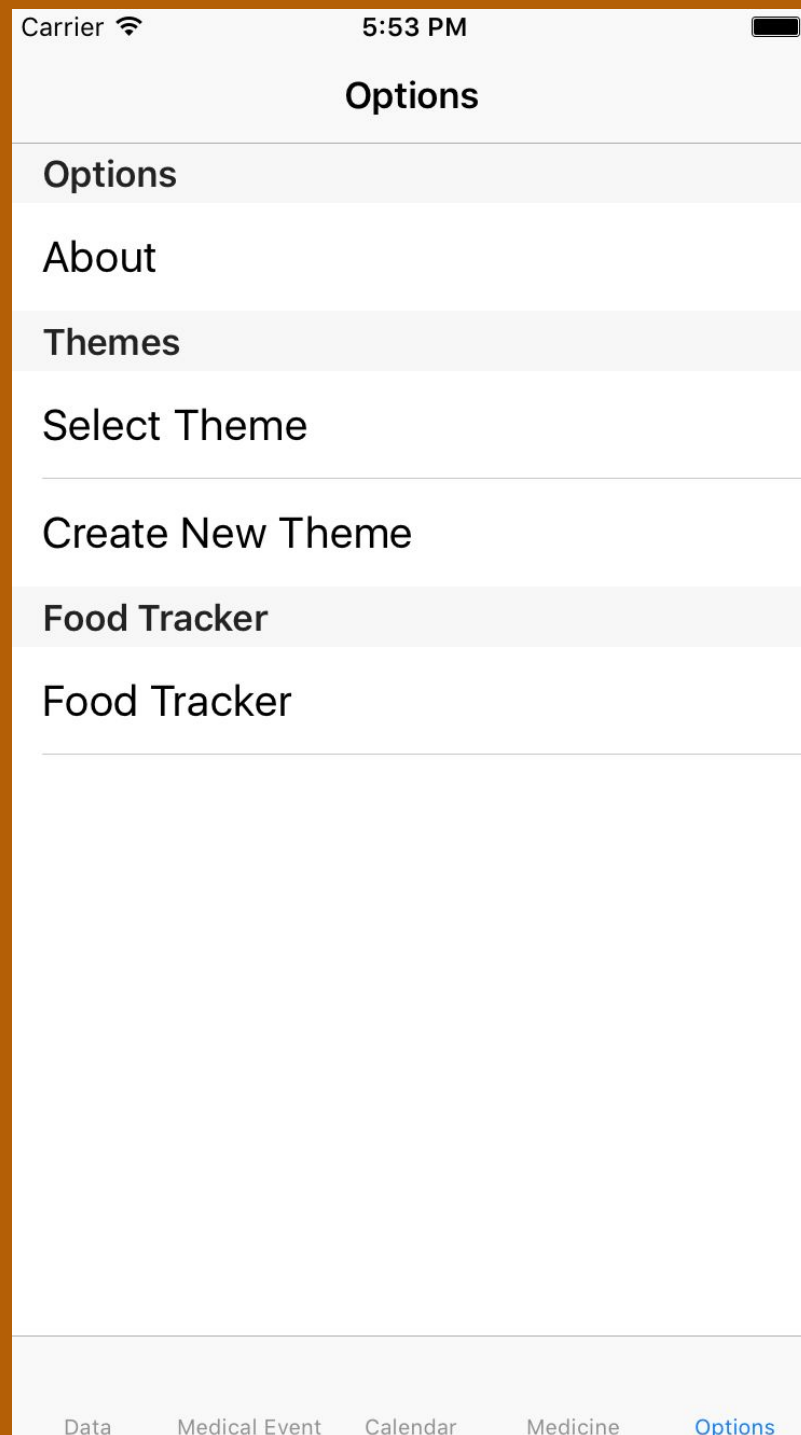 Carrier 5:53 PM
Options
Options
About
Themes
Select Theme
Create New Theme
Food Tracker
Food Tracker
Data Medical Event Calendar Medicine Options